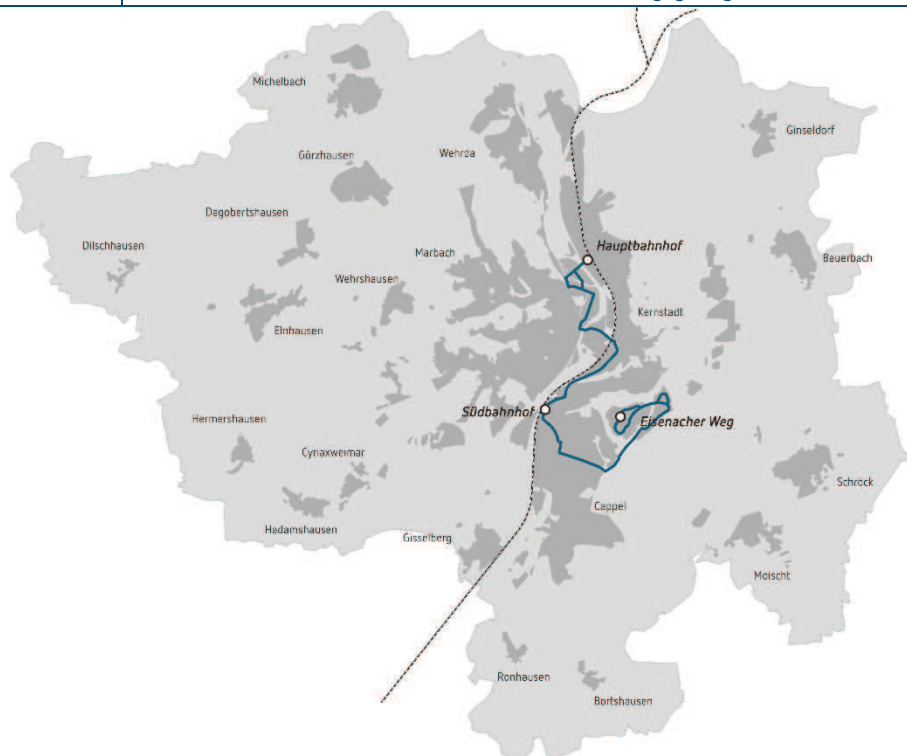 Michelbach
Ginseldorf
Görzhausen
Wehrda
Dagobertshausen
Hauptbahnhof
Dilschhausen
Marbach
Bauerbach
Wehrshausen
Kernstadt
Elnhausen
Südbahnhof
Hermershausen
Eisenacher Weg
Cyriaxweimar
Schröck
Cappel
Hadamshausen
Gisselberg
Moischt
Ronhausen
Bortshausen